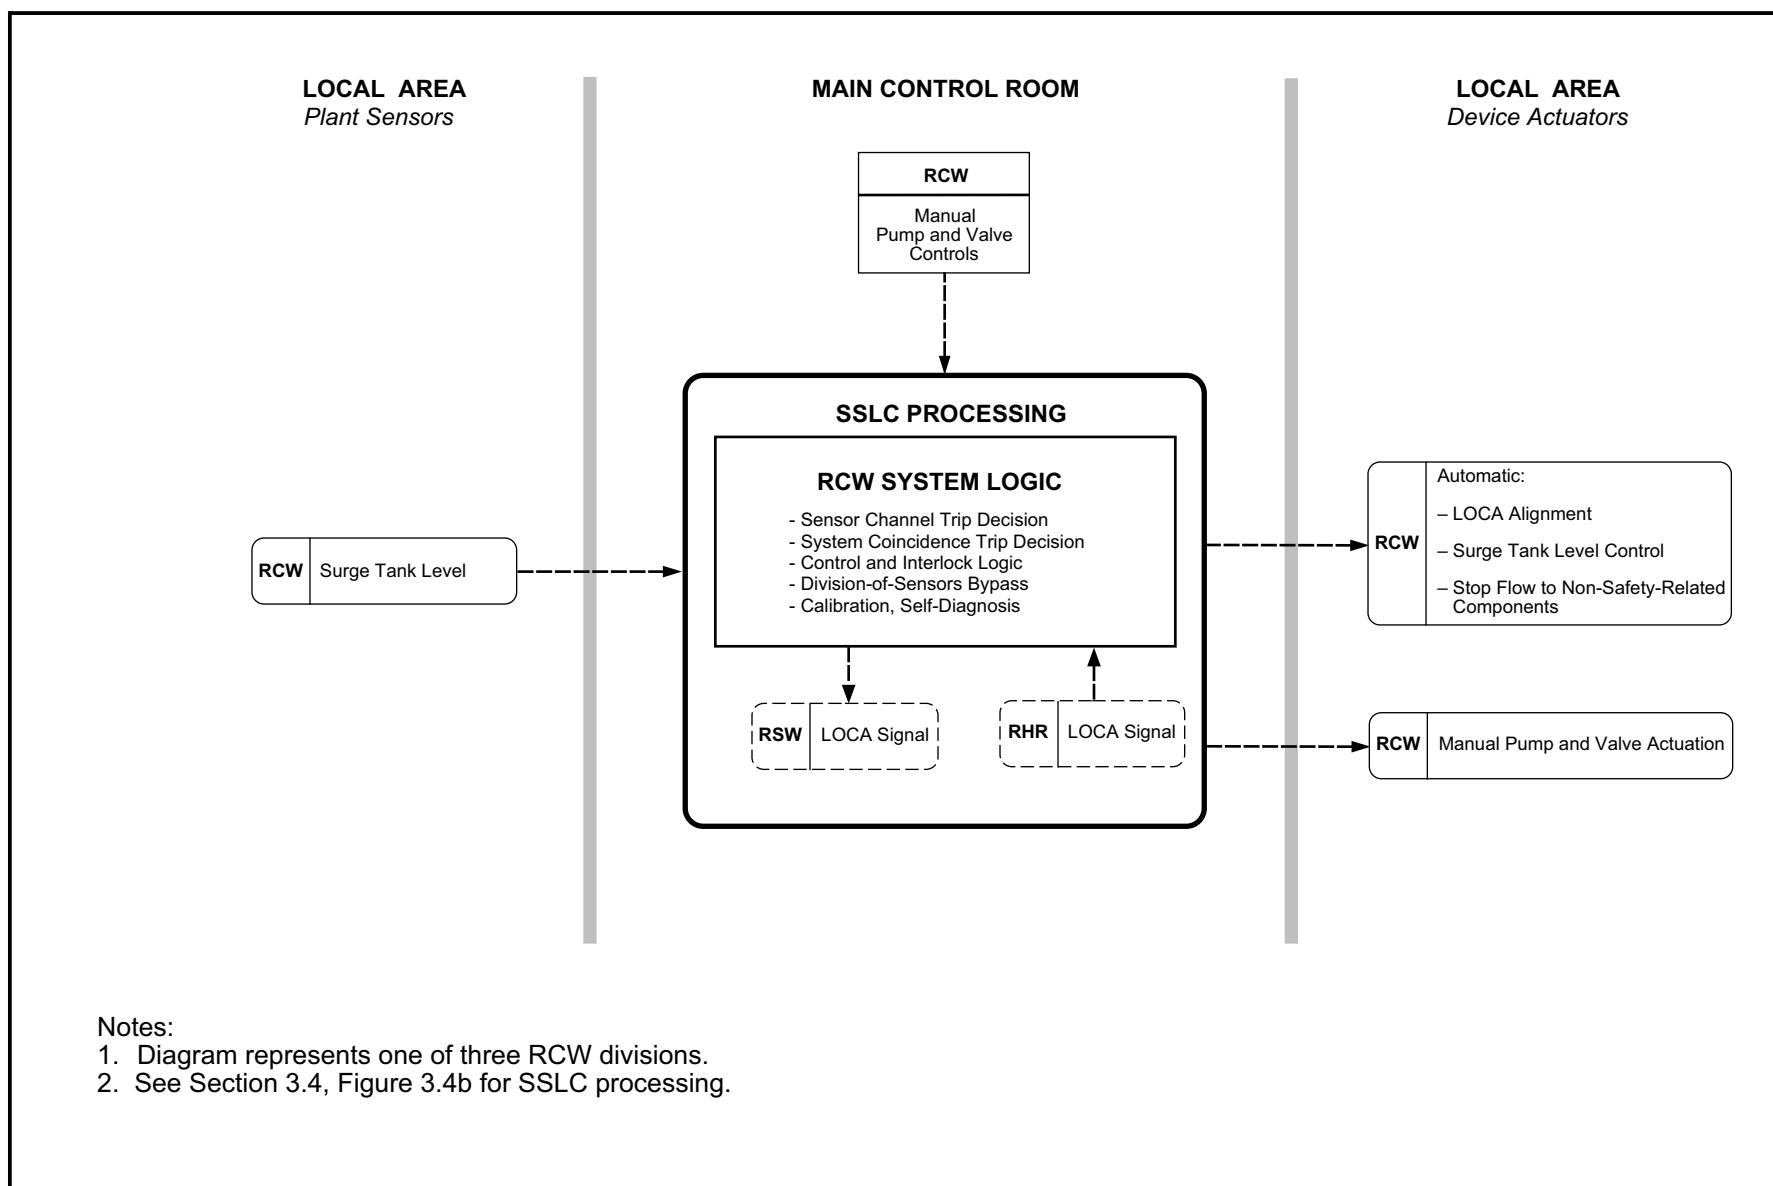 LOCAL AREA
Plant Sensors
MAIN CONTROL ROOM
LOCAL AREA
Device Actuators
RCW
Manual
Pump and Valve
Controls
SSLC PROCESSING
RCW SYSTEM LOGIC
- Sensor Channel Trip Decision
- System Coincidence Trip Decision
- Control and Interlock Logic
- Division-of-Sensors Bypass
- Calibration, Self-Diagnosis
RCW Surge Tank Level
RSW LOCA Signal
RHR LOCA Signal
RCW
Automatic:
– LOCA Alignment
– Surge Tank Level Control
– Stop Flow to Non-Safety-Related
Components
RCW Manual Pump and Valve Actuation
Notes:
1. Diagram represents one of three RCW divisions.
2. See Section 3.4, Figure 3.4b for SSLC processing.